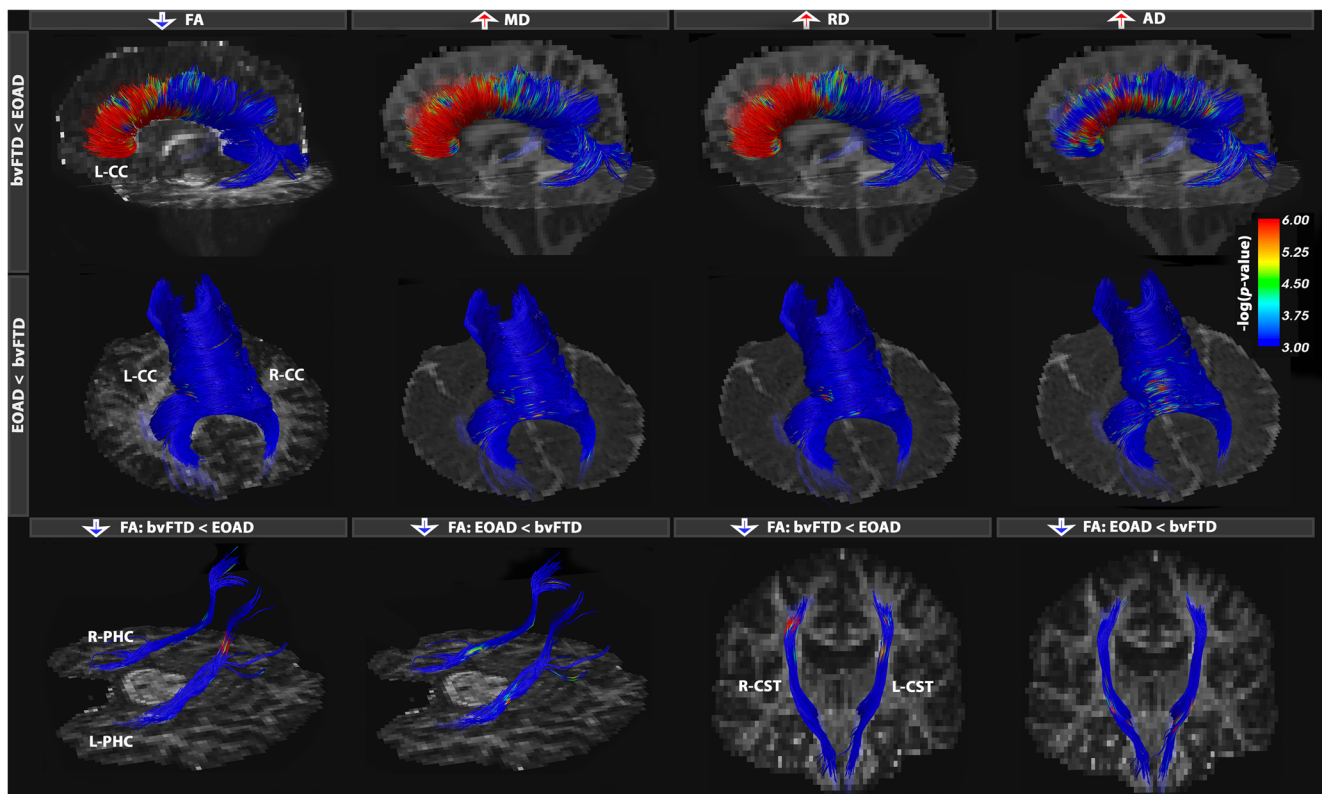 FA
MD
RD
AD
bvFTD < EOAD
L-CC
-log(p-value)
6.00
5.25
4.50
3.75
3.00
EOAD < bvFTD
L-CC
R-CC
FA: bvFTD < EOAD
FA: EOAD < bvFTD
FA: bvFTD < EOAD
FA: EOAD < bvFTD
R-PHC
L-PHC
R-CST
L-CST